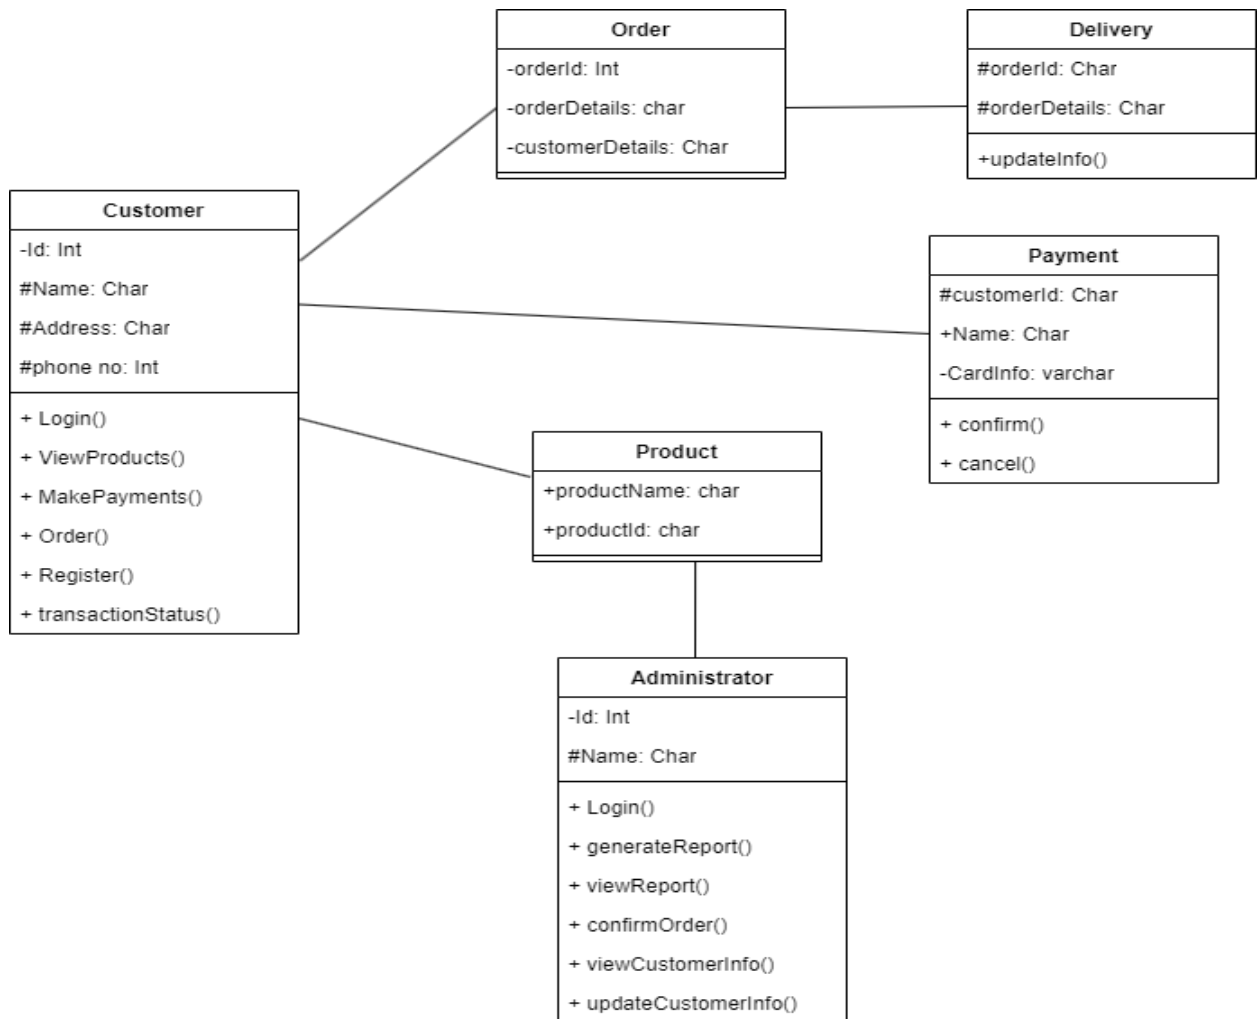 Order
-orderId: Int
-orderDetails: char
-customerDetails: Char
Delivery
#orderId: Char
#orderDetails: Char
+updateInfo()
Customer
-Id: Int
#Name: Char
#Address: Char
#phone no: Int
+ Login()
+ ViewProducts()
+ MakePayments()
+ Order()
+ Register()
+ transactionStatus()
Payment
#customerId: Char
+Name: Char
-CardInfo: varchar
+ confirm()
+ cancel()
Product
+productName: char
+productId: char
Administrator
-Id: Int
#Name: Char
+ Login()
+ generateReport()
+ viewReport()
+ confirmOrder()
+ viewCustomerInfo()
+ updateCustomerInfo()